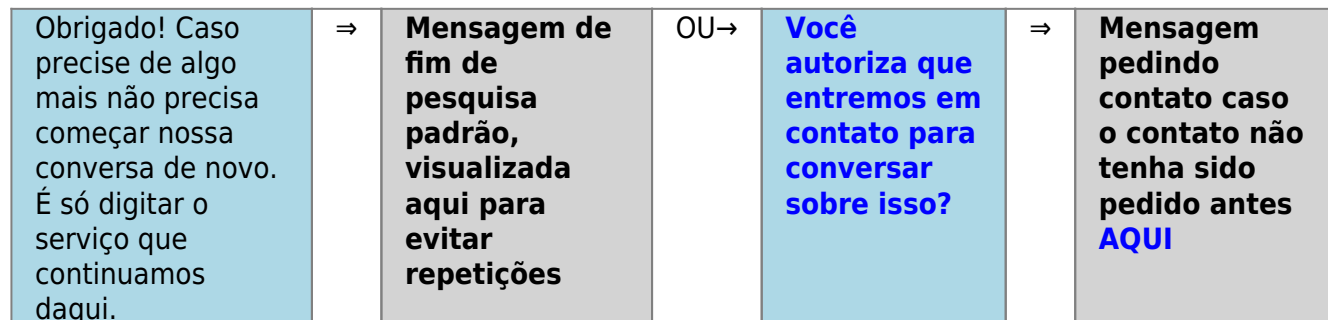 Obrigado! Caso
precise de algo
mais não precisa
começar nossa
conversa de novo.
É só digitar o
serviço que
continuamos
daqui.
⇒
Mensagem de
fim de
pesquisa
padrão,
visualizada
aqui para
evitar
repetições
OU→
Você
autoriza que
entremos em
contato para
conversar
sobre isso?
⇒
Mensagem
pedindo
contato caso
o contato não
tenha sido
pedido antes
AQUI